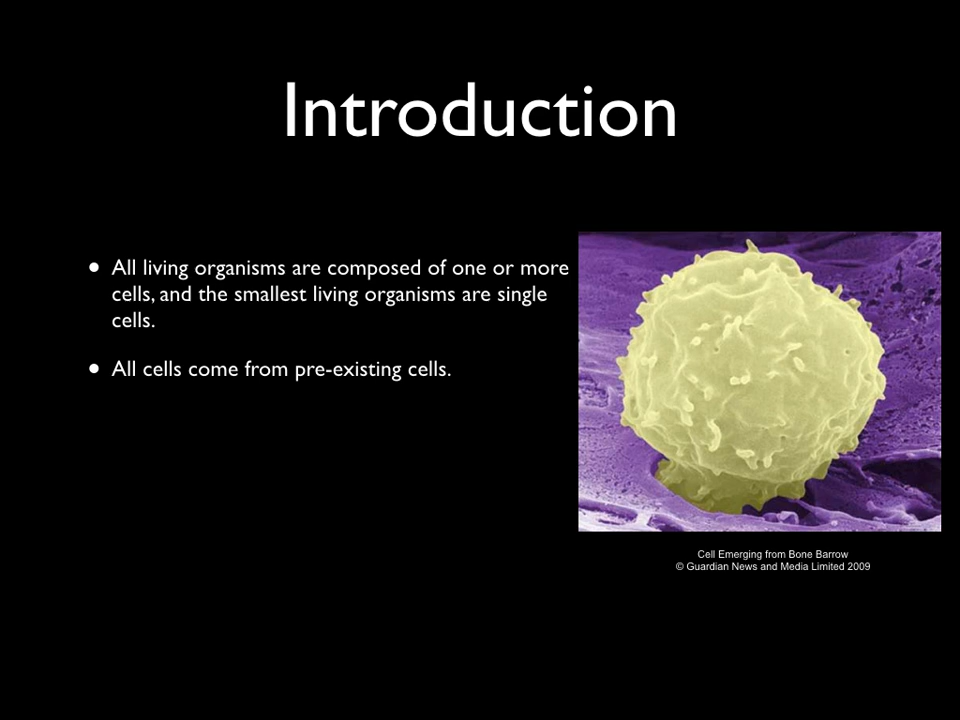 Introduction
• All living organisms are composed of one or more
cells, and the smallest living organisms are single
cells.
• All cells come from pre-existing cells.
Cell Emerging from Bone Barrow
© Guardian News and Media Limited 2009